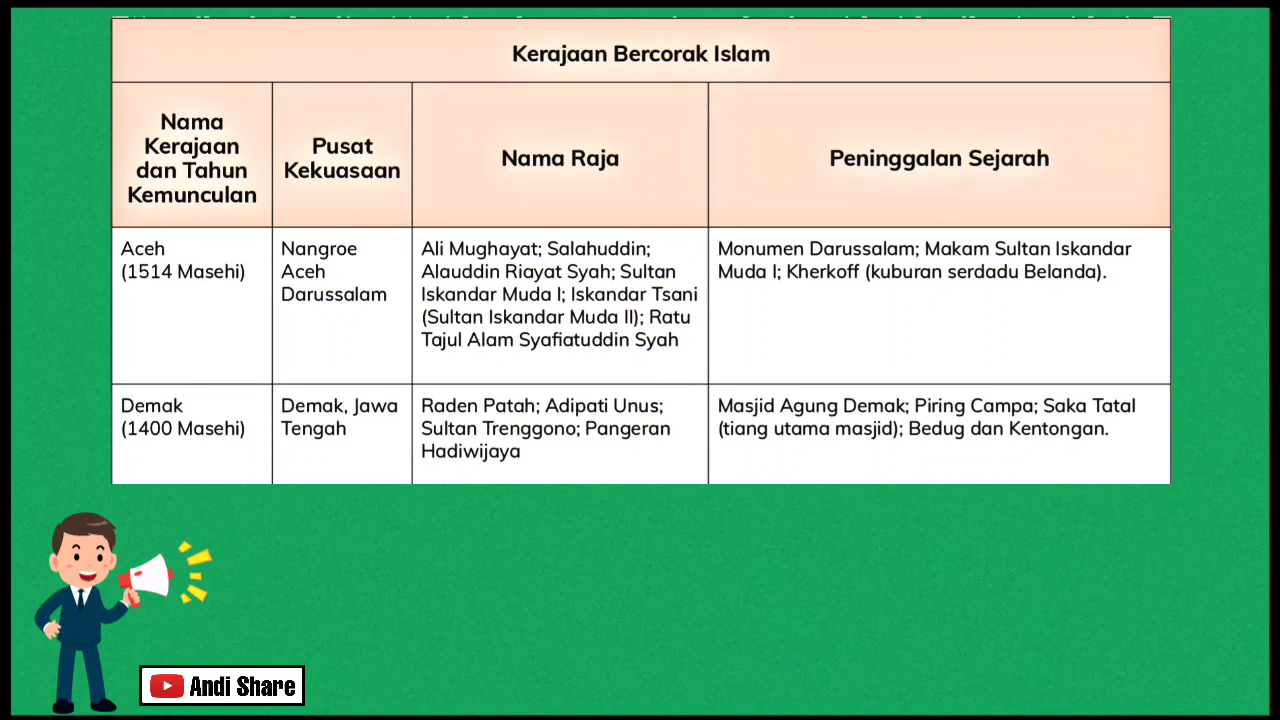 Kerajaan Bercorak Islam
Nama
Kerajaan
dan Tahun
Kemunculan
Pusat
Kekuasaan
Nama Raja
Peninggalan Sejarah
Aceh
(1514 Masehi)
Nangroe
Aceh
Darussalam
Ali Mughayat; Salahuddin;
Alauddin Riayat Syah; Sultan
Iskandar Muda I; Iskandar Tsani
(Sultan Iskandar Muda II); Ratu
Tajul Alam Syafiatuddin Syah
Monumen Darussalam; Makam Sultan Iskandar
Muda I; Kherkoff (kuburan serdadu Belanda).
Demak
(1400 Masehi)
Demak, Jawa
Tengah
Raden Patah; Adipati Unus;
Sultan Trenggono; Pangeran
Hadiwijaya
Masjid Agung Demak; Piring Campa; Saka Tatal
(tiang utama masjid); Bedug dan Kentongan.
Andi Share